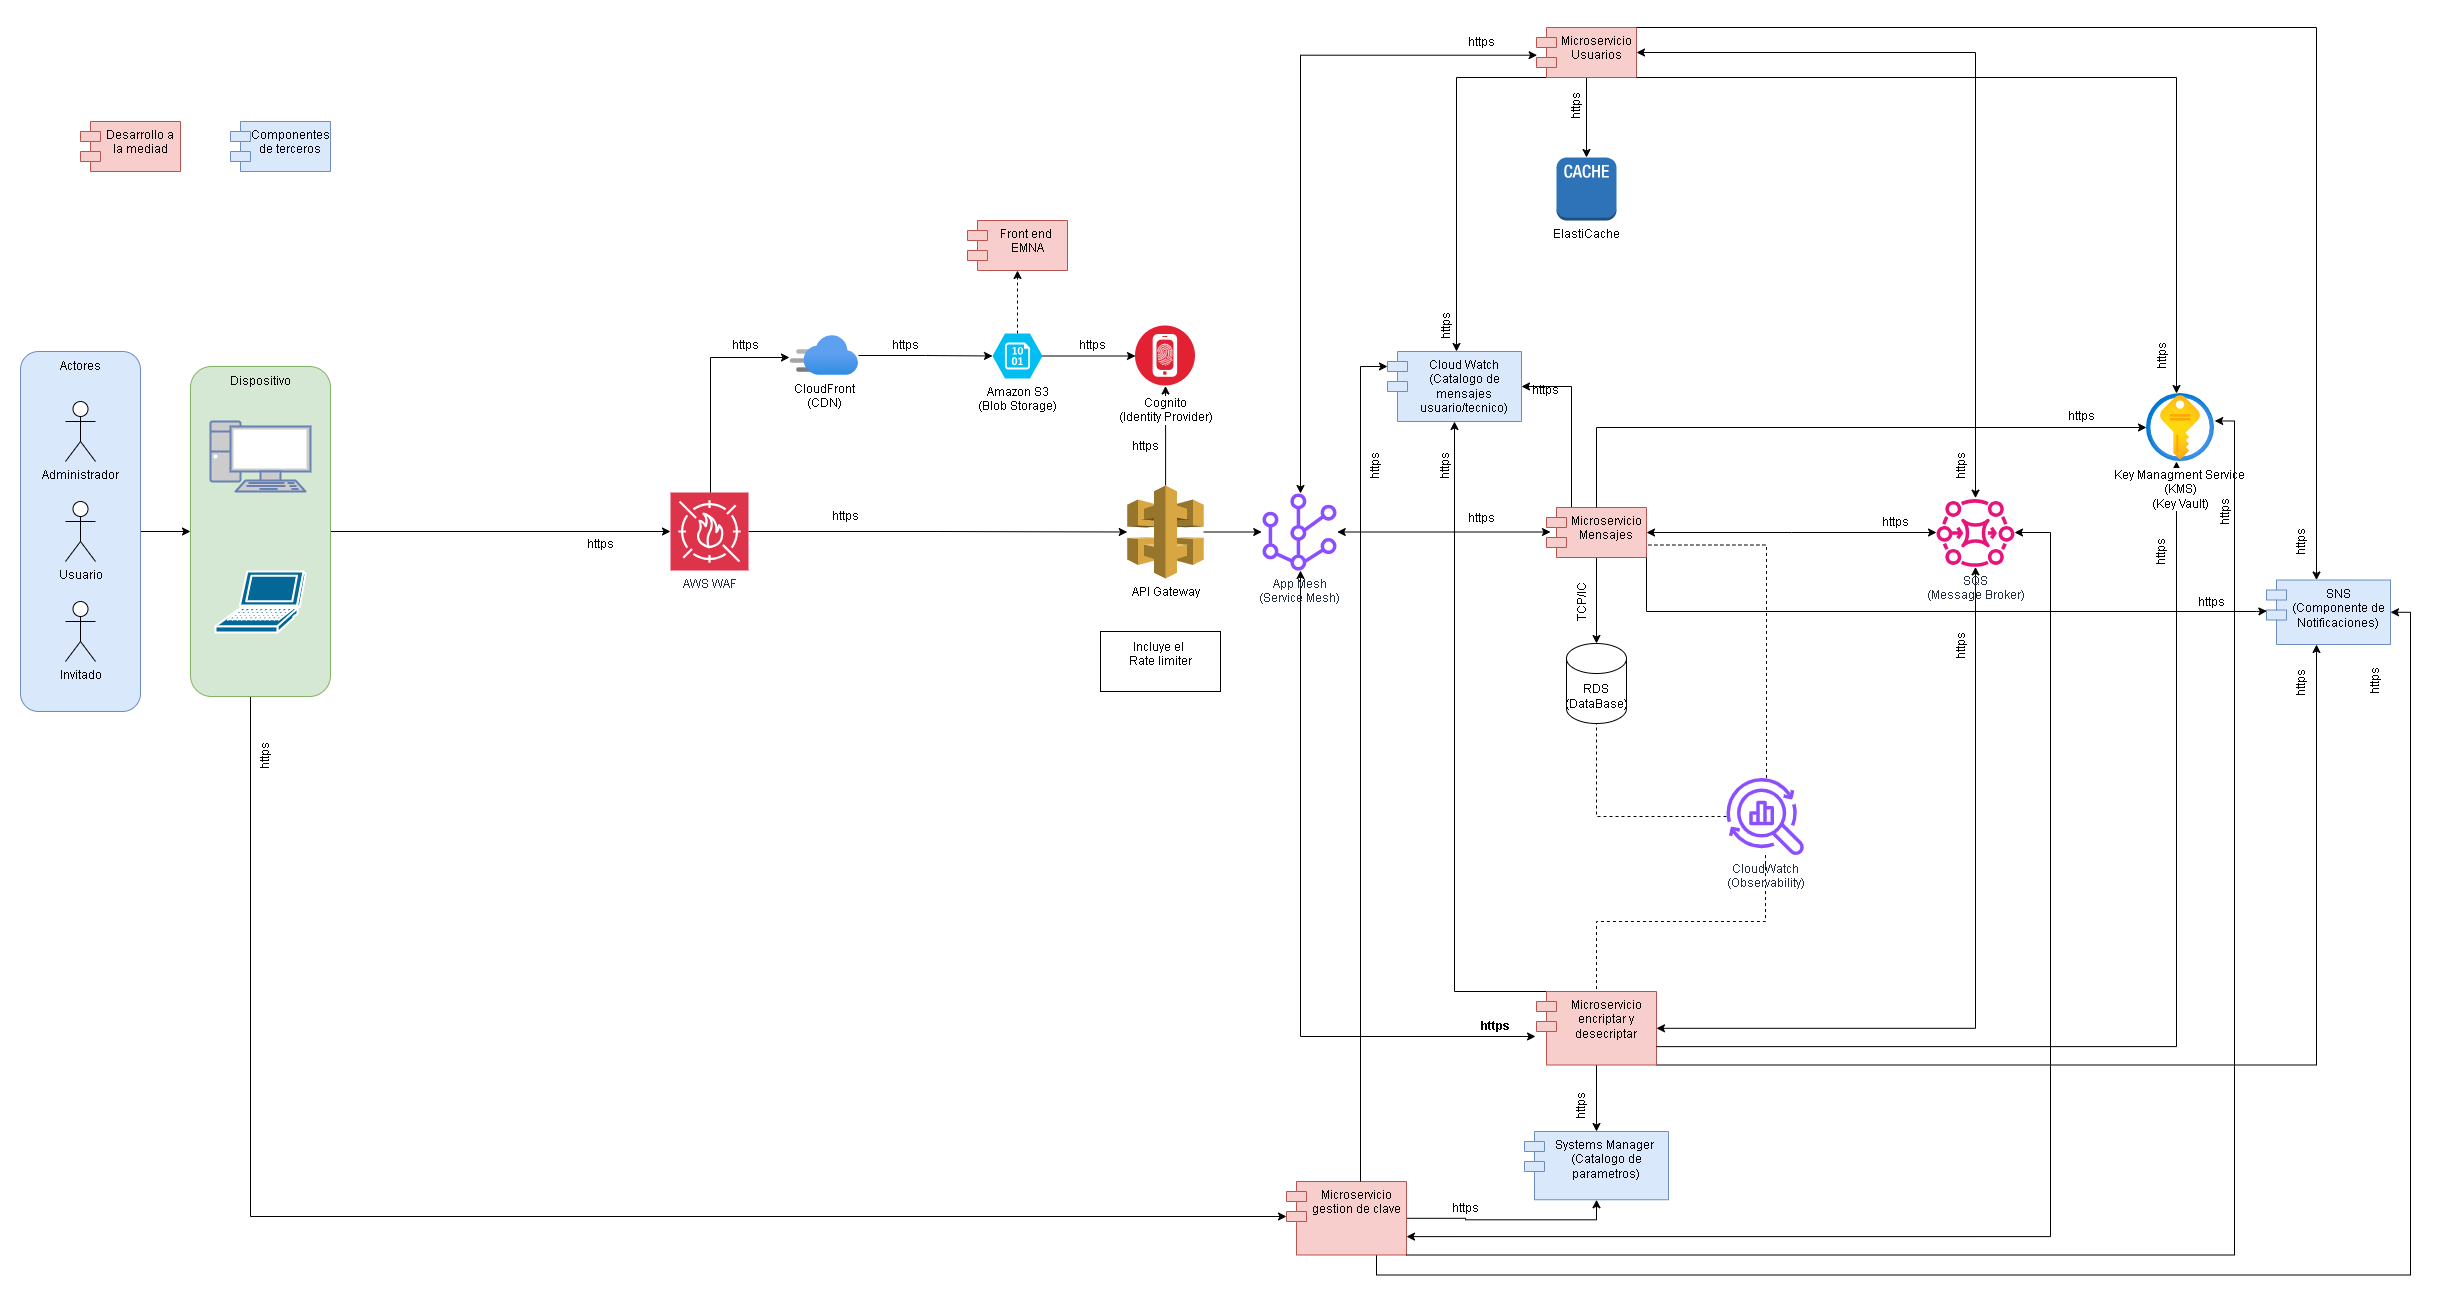 https
Microservicio
Usuarios
https
Desarrollo a
la mediad
Componentes
de terceros
CACHE
ElastiCache
Front end
EMNA
https
https
https
https
https
Actores
Dispositivo
10
01
CloudFront
(CDN)
Amazon S3
(Blob Storage)
Cognito
(Identity Provider)
Cloud Watch
(Catalogo de
mensajes
usuario/tecnico)
https
https
https
https
https
https
Key Managment Service
(KMS)
(Key Vault)
https
Administrador
https
https
https
https
https
Microservicio
Mensajes
https
https
Usuario
AWS WAF
API Gateway
App Mesh
(Service Mesh)
TCP/IC
SQS
(Message Broker)
https
https
SNS
(Componente de
Notificaciones)
Invitado
Incluye el
Rate limiter
https
https
https
RDS
(DataBase)
https
CloudWatch
(Observability)
https
Microservicio
encriptar y
desecriptar
https
Systems Manager
(Catalogo de
parametros)
Microservicio
gestion de clave
https